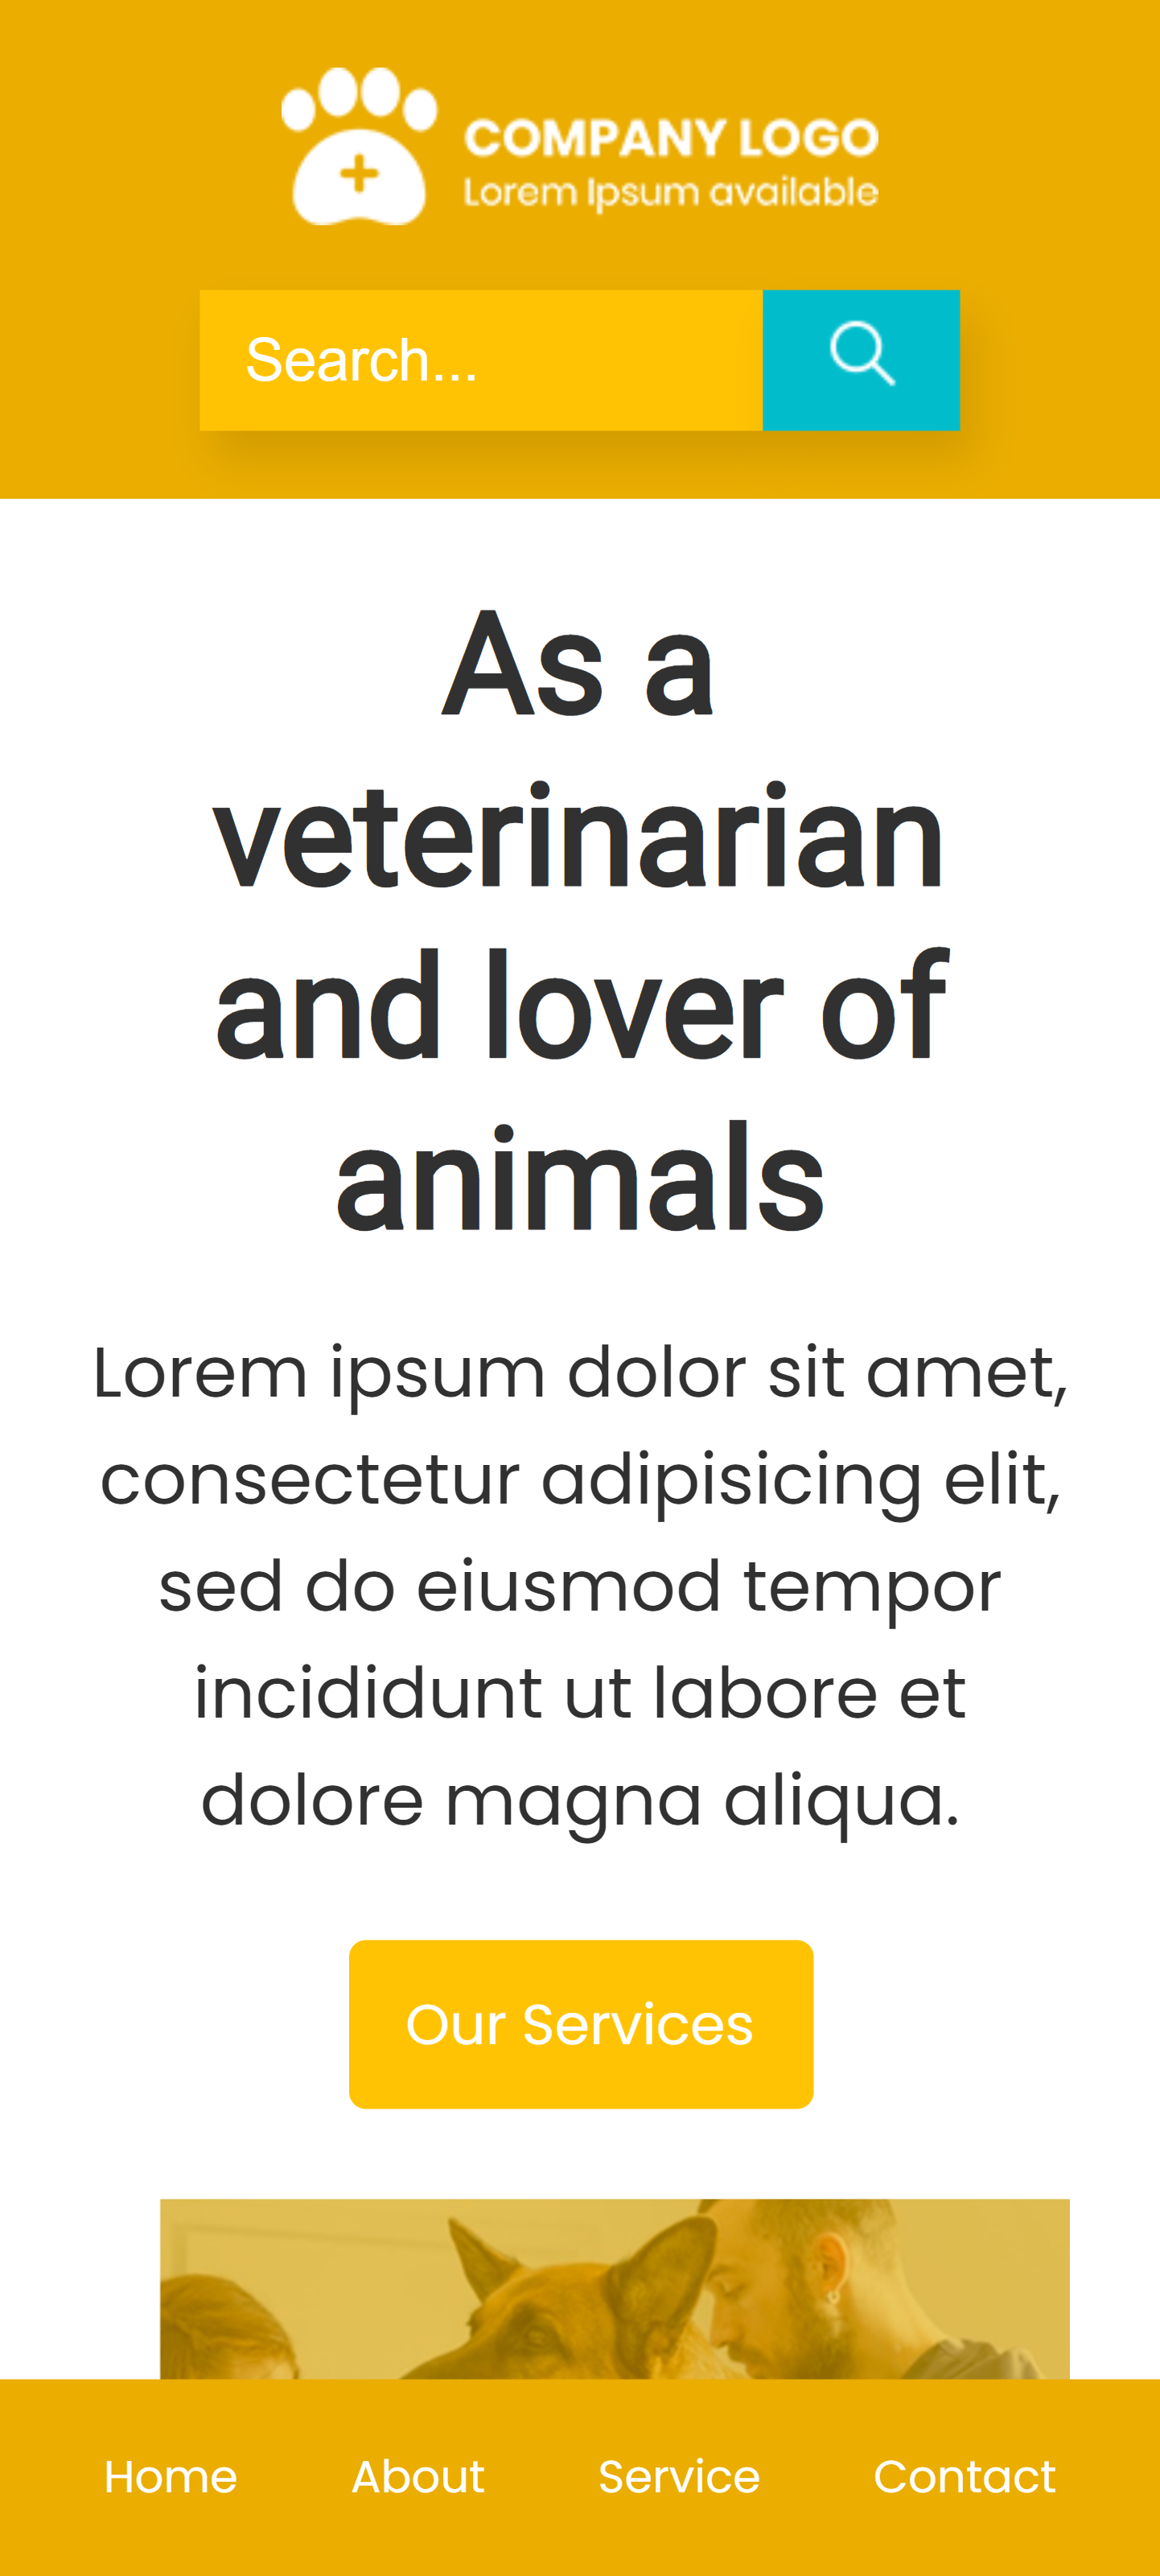 COMPANY LOGO
Lorem Ipsum available
Search...
As a
veterinarian
and lover of
animals
Lorem ipsum dolor sit amet,
consectetur adipisicing elit,
sed do eiusmod tempor
incididunt ut labore et
dolore magna aliqua.
Our Services
Home About Service Contact